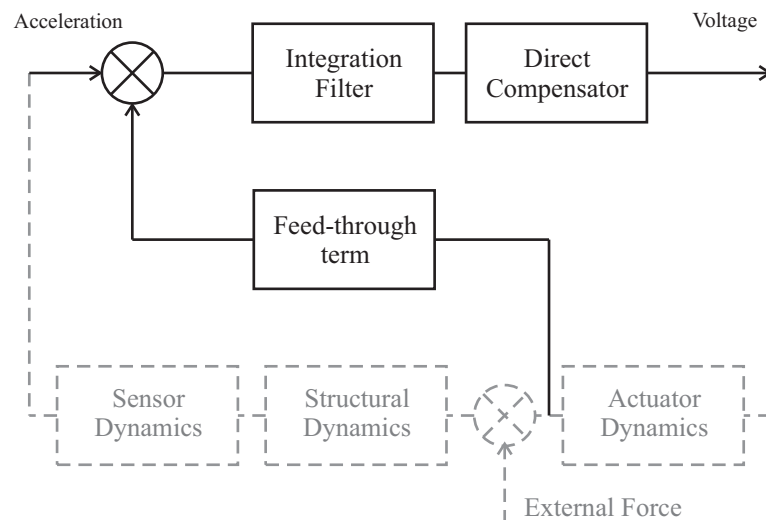 Acceleration
Voltage
Integration
Filter
Direct
Compensator
Feed-through
term
Sensor
Dynamics
Structural
Dynamics
Actuator
Dynamics
External Force